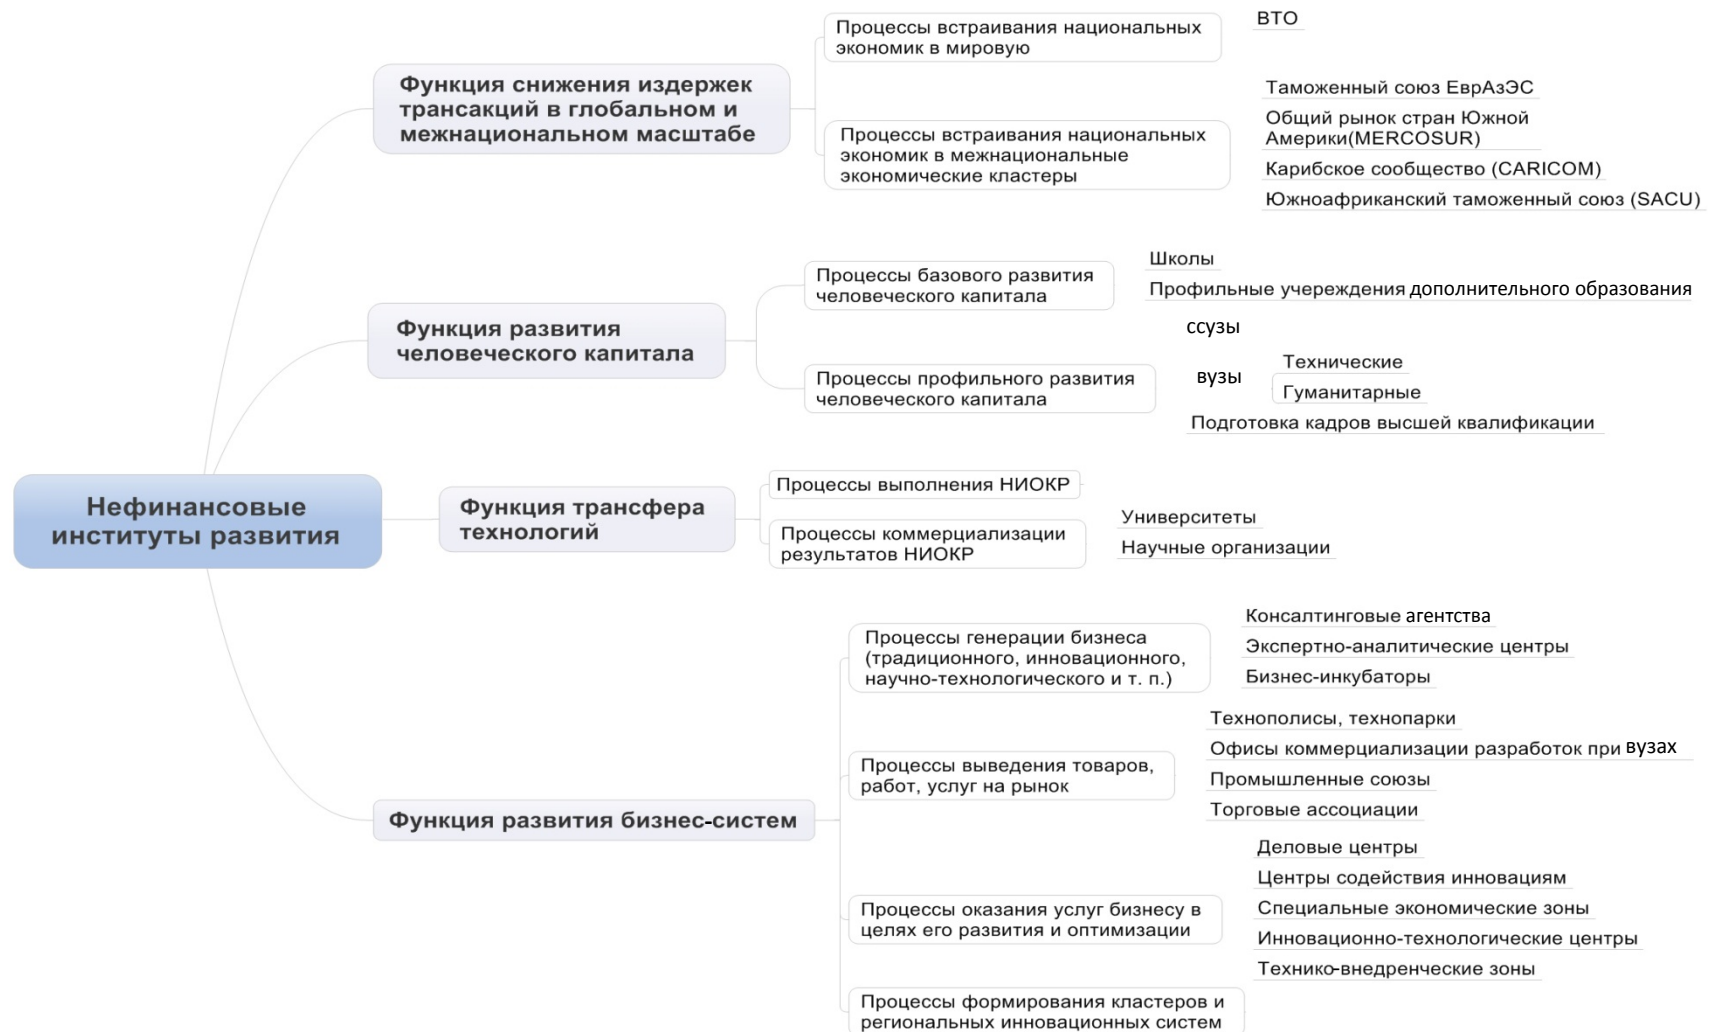 Нефинансовые
институты развития
Функция снижения издержек
трансакций в глобальном и
межнациональном масштабе
Процессы встраивания национальных
экономик в мировую
ВТО
Процессы встраивания национальных
экономик в межнациональные
экономические кластеры
Таможенный союз ЕврАзЭС
Общий рынок стран Южной
Америки(MERCOSUR)
Карибское сообщество (CARICOM)
Южноафриканский таможенный союз (SACU)
Функция развития
человеческого капитала
Процессы базового развития
человеческого капитала
Школы
Профильные учереждения дополнительного образования
Процессы профильного развития
человеческого капитала
ссузы
вузы
Технические
Гуманитарные
Подготовка кадров высшей квалификации
Функция трансфера
технологий
Процессы выполнения НИОКР
Процессы коммерциализации
результатов НИОКР
Университеты
Научные организации
Функция развития бизнес-систем
Процессы генерации бизнеса
(традиционного, инновационного,
научно-технологического и т. п.)
Консалтинговые агентства
Экспертно-аналитические центры
Бизнес-инкубаторы
Процессы выведения товаров,
работ, услуг на рынок
Технополисы, технопарки
Офисы коммерциализации разработок при вузах
Промышленные союзы
Торговые ассоциации
Процессы оказания услуг бизнесу в
целях его развития и оптимизации
Деловые центры
Центры содействия инновациям
Специальные экономические зоны
Инновационно-технологические центры
Технико-внедренческие зоны
Процессы формирования кластеров и
региональных инновационных систем